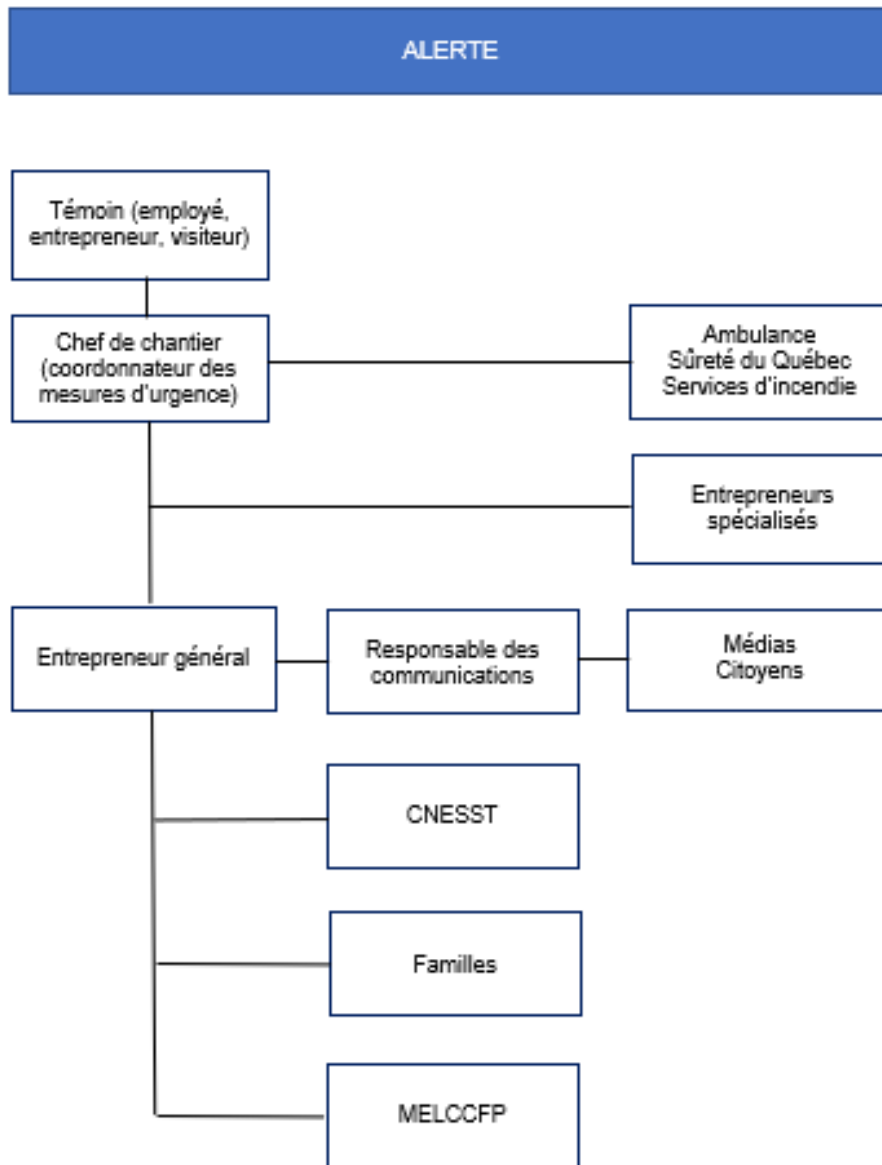 ALERTE
Témoin (employé,
entrepreneur, visiteur)
Chef de chantier
(coordonnateur des
mesures d'urgence)
Ambulance
Sûreté du Québec
Services d'incendie
Entrepreneurs
spécialisés
Entrepreneur général
Responsable des
communications
Médias
Citoyens
CNESST
Familles
MELCCFP